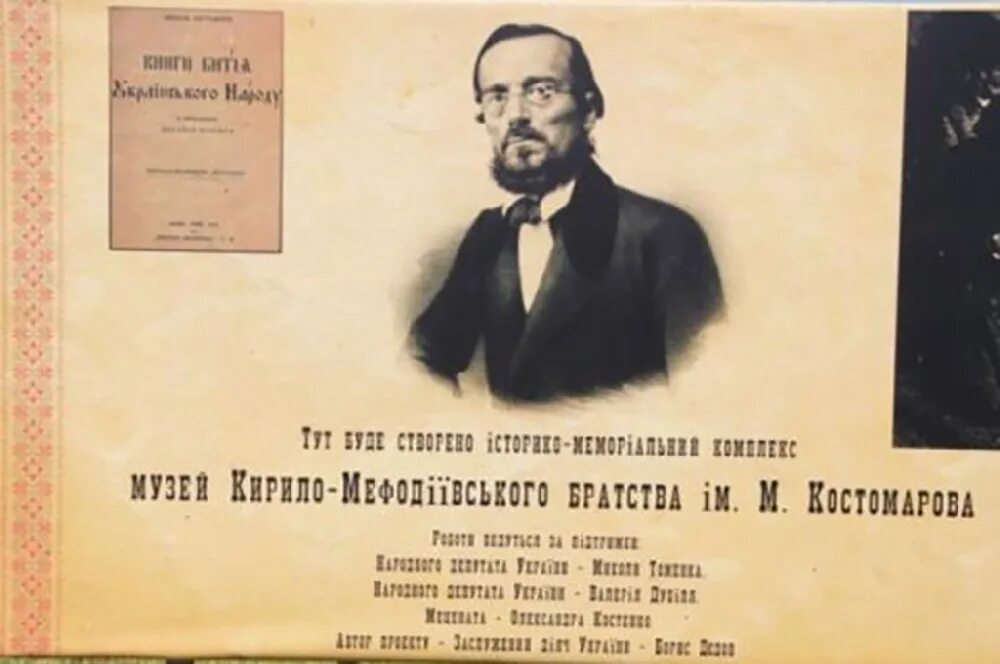 Книги Битія
Українського Народу
Тут буде створено історико-меморіальний комплекс
музей Кирило-Мефодіївського братства ім. М. Костомарова
Роботи ведуться за підтримки:
Народного депутата України - Миколи Томенка.
Народного депутата України - Валерія Дубіля.
Мецената - Олександра Костенко
Автор проекту - Заслужений діяч України - Борис Дєдов